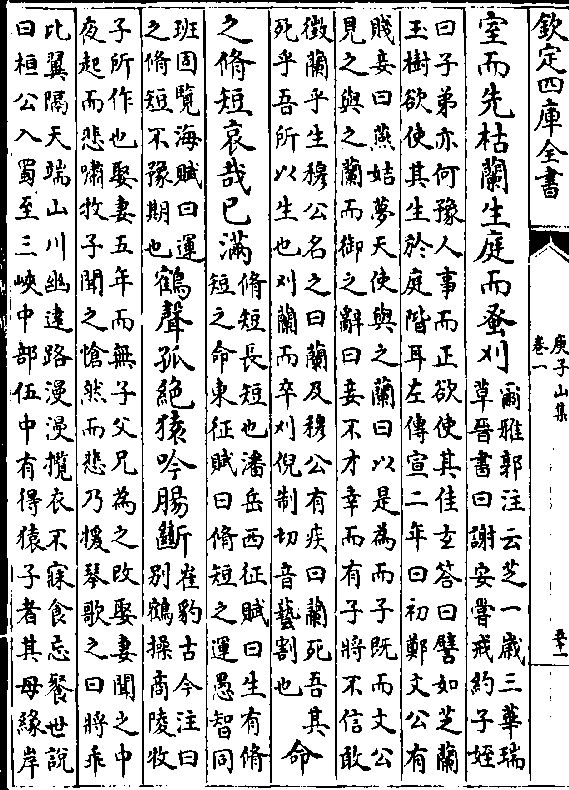 欽定四庫全書
庾子山集
卷一
室而先枯蘭生庭而蚤刈
爾雅郭注云芝一歲三華瑞
草晉書曰謝安嘗戒約子姪
曰子弟亦何豫人事而正欲使其佳玄答曰譬如芝蘭
玉樹欲使其生於庭階耳左傳宣二年曰初鄭文公有
賤妾曰燕姞夢天使與之蘭曰以是為而子既而文公
見之與之蘭而御之辭曰妾不才幸而有子將不信敢
徵蘭乎生穆公名之曰蘭及穆公有疾曰蘭死吾其
死乎吾所以生也刈蘭而卒刈倪制切音藝割也
命
之脩短哀哉已滿
脩短長短也潘岳西征賦曰生有脩
短之命東征賦曰脩短之運愚智同
班固覽海賦曰運
之脩短不豫期也
鶴聲孤絶猿吟腸斷
崔豹古今注曰
别鶴操商陵牧
子所作也娶妻五年而無子父兄為之改娶妻聞之中
夜起而悲嘯牧子聞之愴然而悲乃援琴歌之曰將乖
比翼隔天端山川幽遠路漫漫攬衣不寐食忘餐世說
曰桓公入蜀至三峽中部伍中有得猿子者其母緣岸